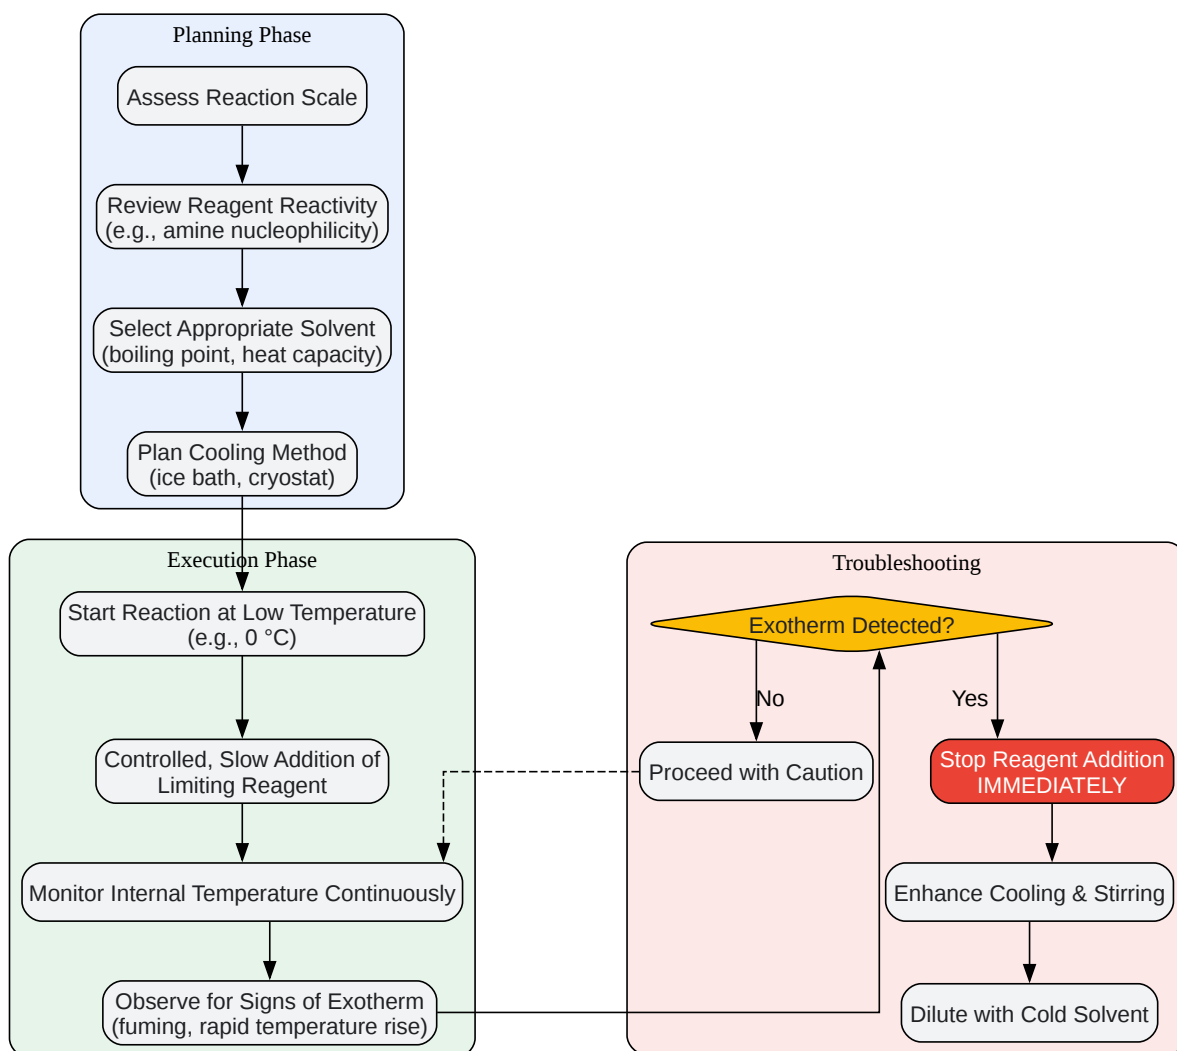 Planning Phase
Assess Reaction Scale
Review Reagent Reactivity
(e.g., amine nucleophilicity)
Select Appropriate Solvent
(boiling point, heat capacity)
Plan Cooling Method
(ice bath, cryostat)
Execution Phase
Start Reaction at Low Temperature
(e.g., 0 °C)
Controlled, Slow Addition of
Limiting Reagent
Monitor Internal Temperature Continuously
Observe for Signs of Exotherm
(fuming, rapid temperature rise)
Troubleshooting
Exotherm Detected?
No
Yes
Proceed with Caution
Stop Reagent Addition
IMMEDIATELY
Enhance Cooling & Stirring
Dilute with Cold Solvent